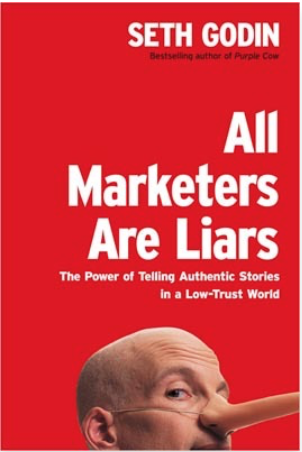 SETH GODIN
Bestselling author of Purple Cow
All
Marketers
Are Liars
The Power of Telling Authentic Stories
in a Low-Trust World